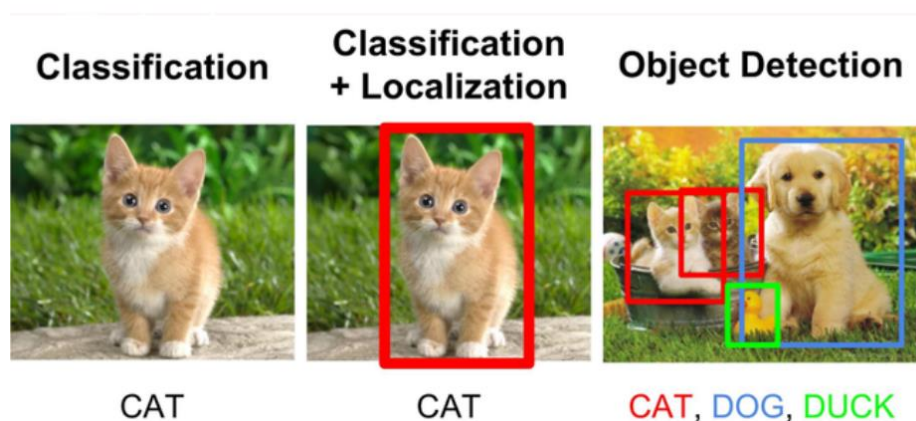 Classification
Classification
+ Localization
Object Detection
CAT
CAT
CAT, DOG, DUCK